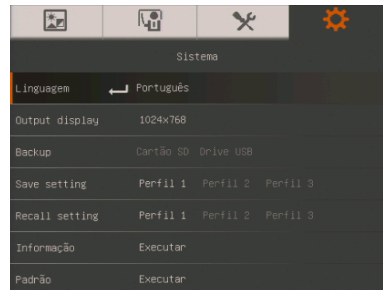 Sistema
Linguagem Português
Output display 1024x768
Backup Cartão SD Drive USB
Save setting Perfil 1 Perfil 2 Perfil 3
Recall setting Perfil 1 Perfil 2 Perfil 3
Informação Executar
Padrão Executar